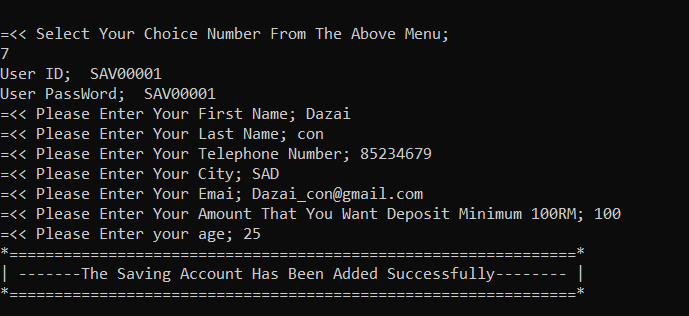 =<< Select Your Choice Number From The Above Menu;
7
User ID;  SAV00001
User PassWord;  SAV00001
=<< Please Enter Your First Name; Dazai
=<< Please Enter Your Last Name; con
=<< Please Enter Your Telephone Number; 85234679
=<< Please Enter Your City; SAD
=<< Please Enter Your Emai; Dazai_con@gmail.com
=<< Please Enter Your Amount That You Want Deposit Minimum 100RM; 100
=<< Please Enter your age; 25
*===============================================================*
| -------The Saving Account Has Been Added Successfully-------- |
*===============================================================*